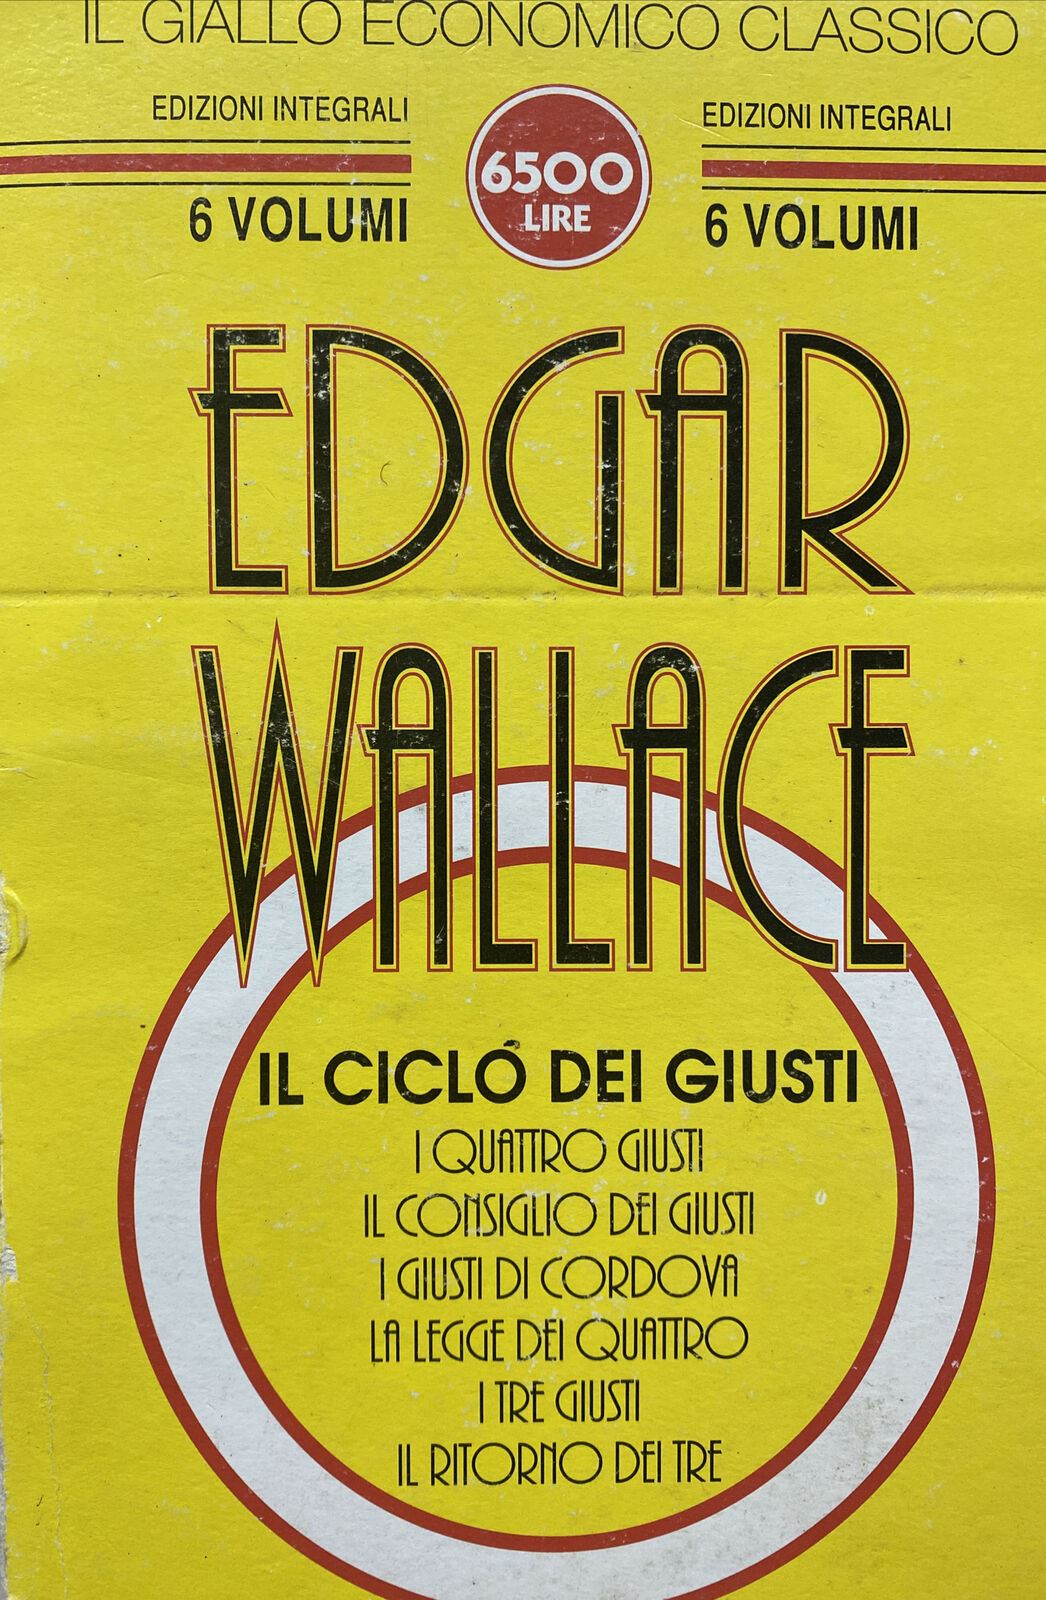 IL GIALLO ECONOMICO CLASSICO
EDIZIONI INTEGRALI
6 VOLUMI
6500
LIRE
EDIZIONI INTEGRALI
6 VOLUMI
EDGAR
WALLACE
IL CICLO DEI GIUSTI
I QUATTRO GIUSTI
IL CONSIGLIO DEI GIUSTI
I GIUSTI DI CORDOVA
LA LEGGE DEI QUATTRO
I TRE GIUSTI
IL RITORNO DEI TRE